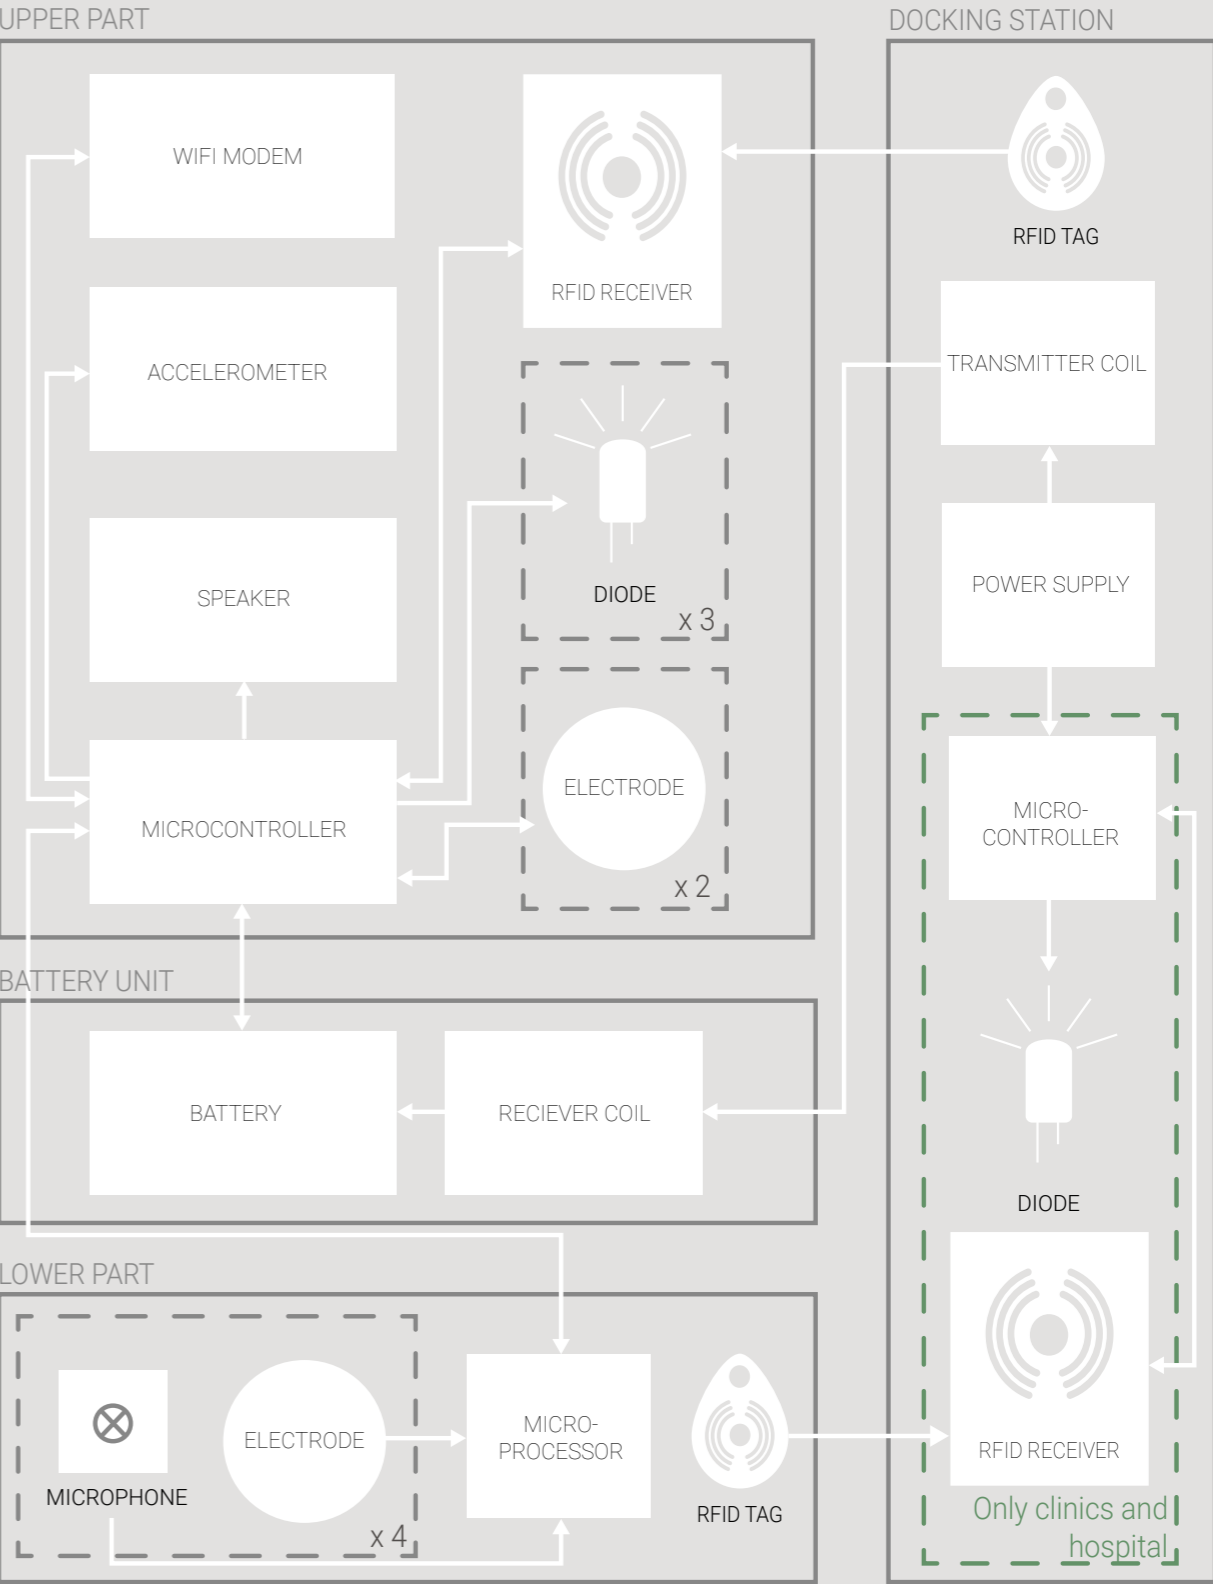 UPPER PART
WIFI MODEM
RFID RECEIVER
ACCELEROMETER
SPEAKER
DIODE
x 3
MICROCONTROLLER
ELECTRODE
x 2
BATTERY UNIT
BATTERY
RECIEVER COIL
LOWER PART
MICROPHONE
ELECTRODE
x 4
MICRO-
PROCESSOR
RFID TAG
DOCKING STATION
RFID TAG
TRANSMITTER COIL
POWER SUPPLY
MICRO-
CONTROLLER
DIODE
RFID RECEIVER
Only clinics and
hospital